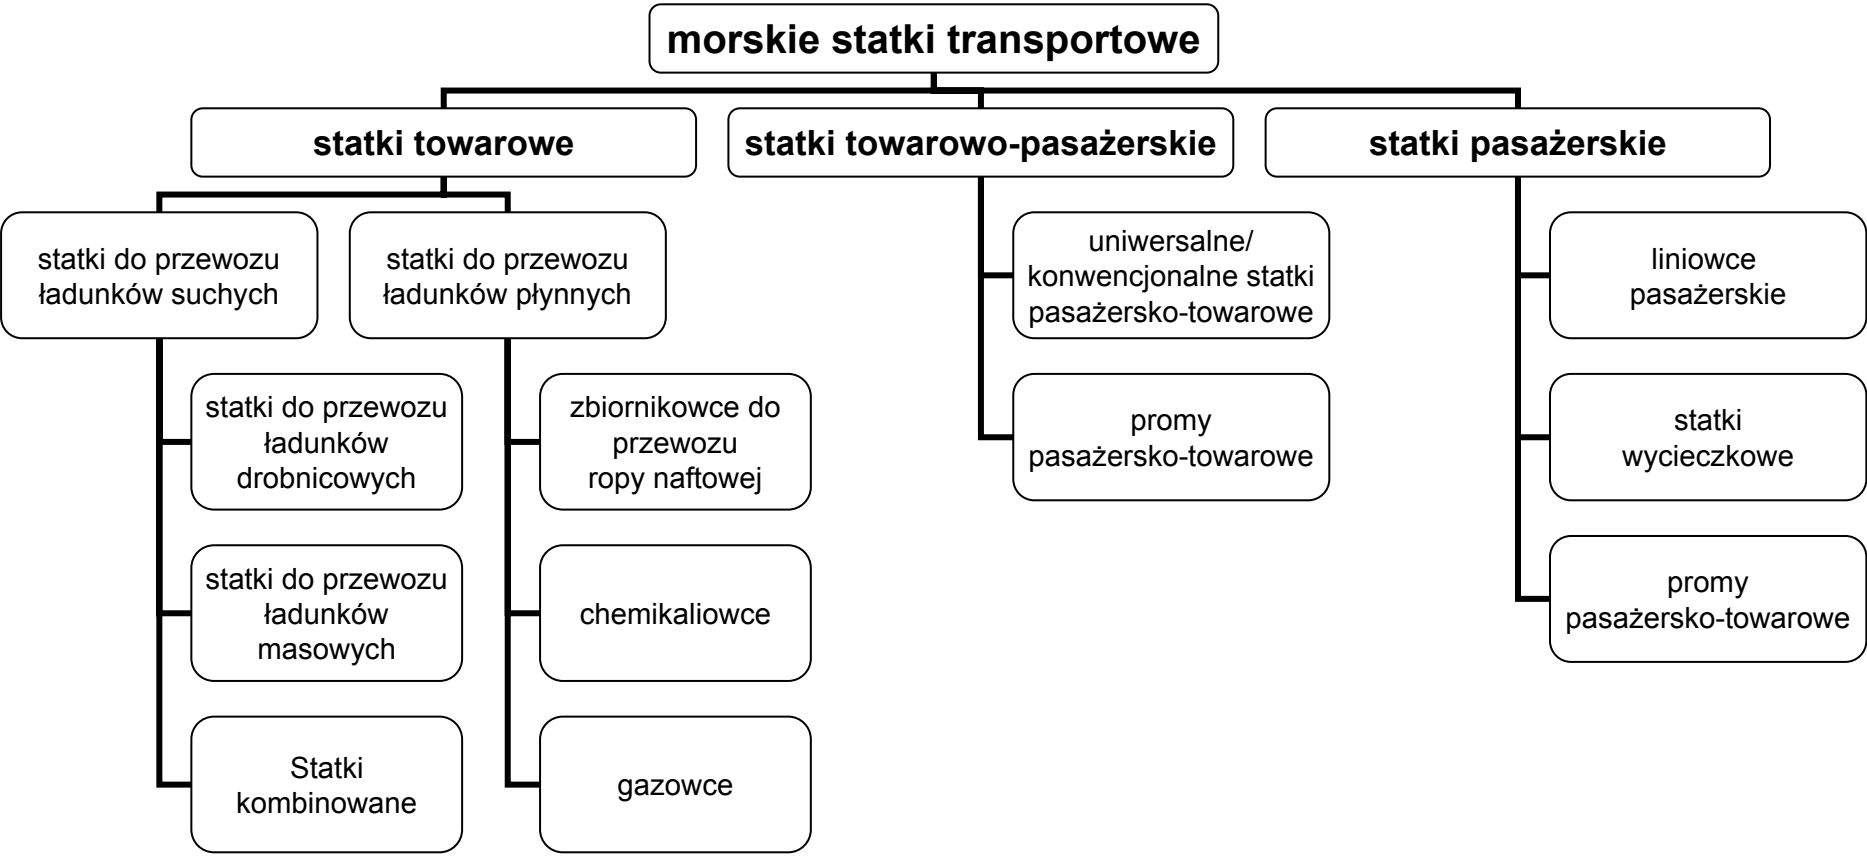 morskie statki transportowe
statki towarowe
statki towarowo-pasażerskie
statki pasażerskie
statki do przewozu
ładunków suchych
statki do przewozu
ładunków płynnych
uniwersalne/
konwencjonalne statki
pasażersko-towarowe
liniowce
pasażerskie
statki do przewozu
ładunków
drobnicowych
zbiornikowce do
przewozu
ropy naftowej
promy
pasażersko-towarowe
statki
wycieczkowe
statki do przewozu
ładunków
masowych
chemikaliowce
promy
pasażersko-towarowe
Statki
kombinowane
gazowce